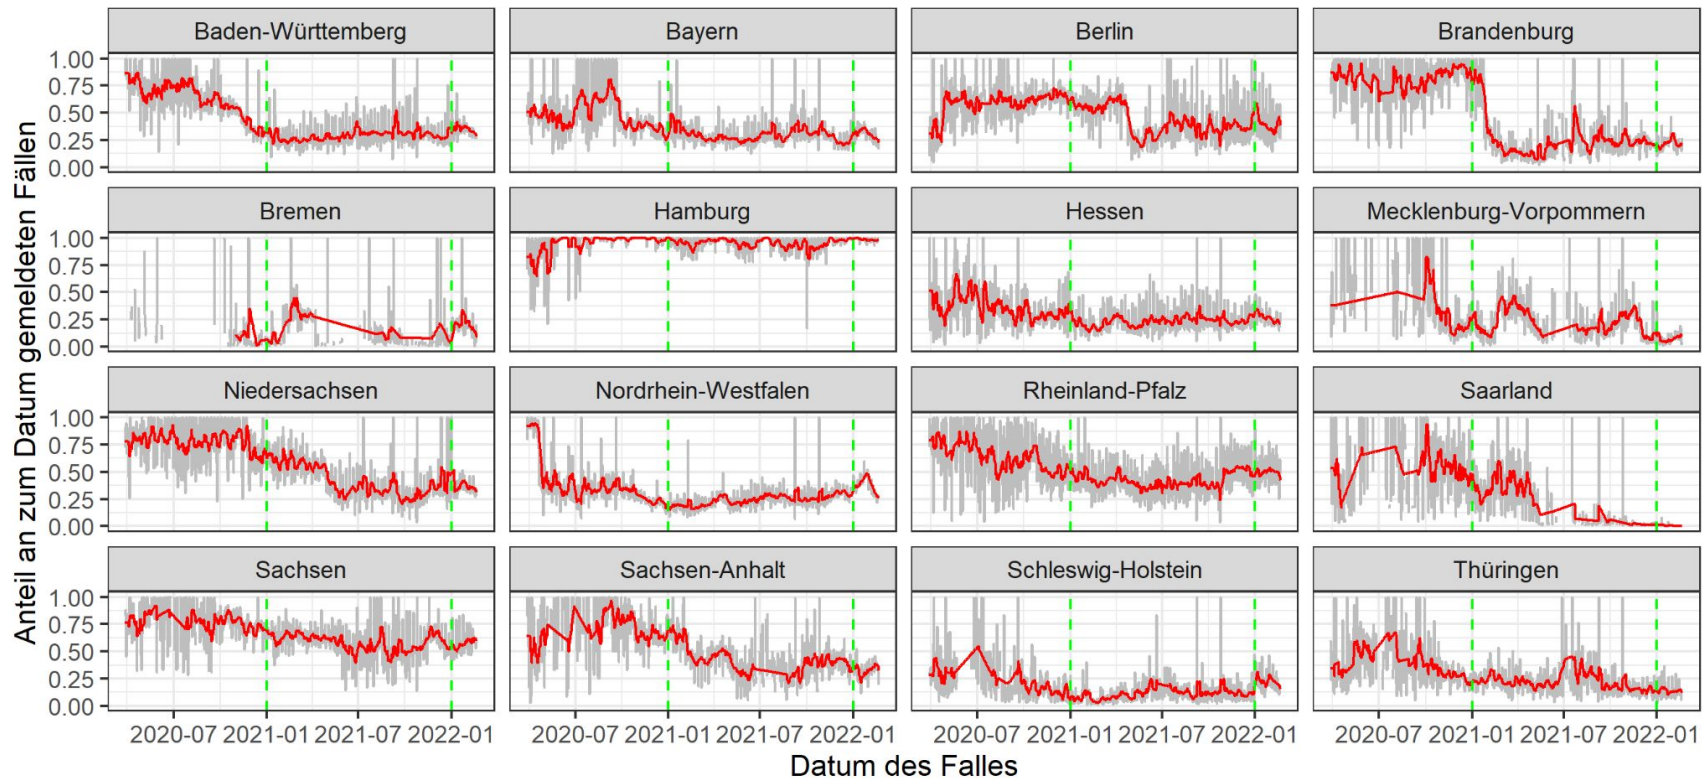 Baden-Württemberg Bayern Berlin Brandenburg
1.00
0.75
0.50
0.25
0.00
Bremen Hamburg Hessen Mecklenburg-Vorpommern
1.00
0.75
0.50
0.25
0.00
Niedersachsen Nordrhein-Westfalen Rheinland-Pfalz Saarland
1.00
0.75
0.50
0.25
0.00
Sachsen Sachsen-Anhalt Schleswig-Holstein Thüringen
1.00
0.75
0.50
0.25
0.00
2020-07 2021-01 2021-07 2022-01 2020-07 2021-01 2021-07 2022-01 2020-07 2021-01 2021-07 2022-01 2020-07 2021-01 2021-07 2022-01
Datum des Falles
Anteil an zum Datum gemeldeten Fällen